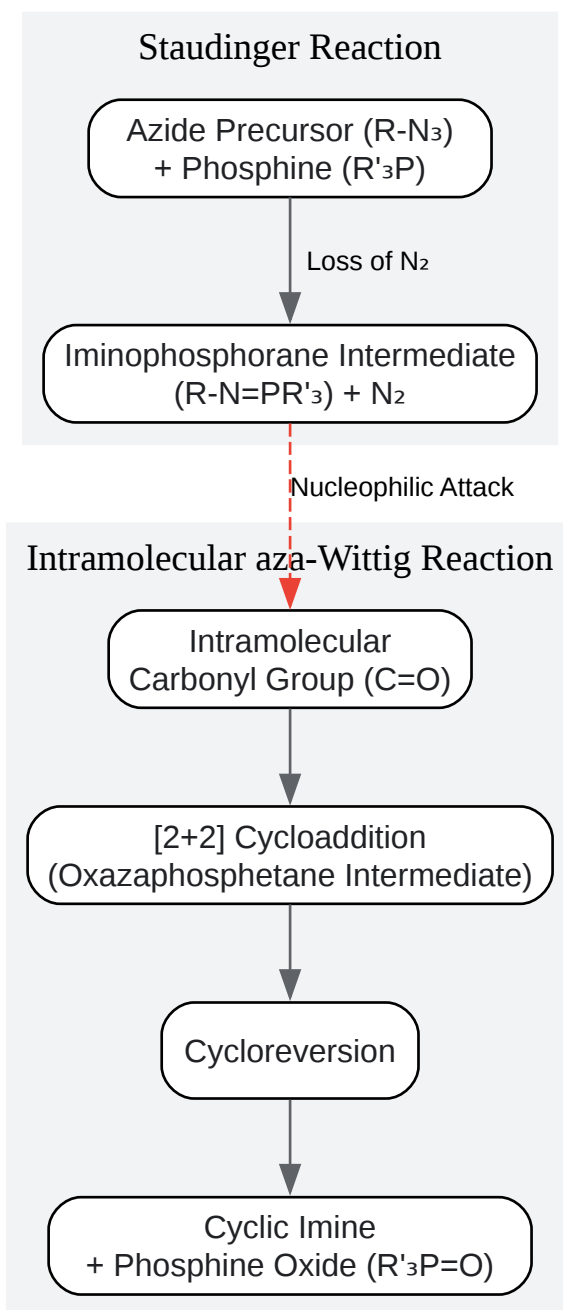 Staudinger Reaction
Azide Precursor (R-N₃)
+ Phosphine (R'₃P)
Loss of N₂
Iminophosphorane Intermediate
(R-N=PR'₃) + N₂
Nucleophilic Attack
Intramolecular aza-Wittig Reaction
Intramolecular
Carbonyl Group (C=O)
[2+2] Cycloaddition
(Oxazaphosphetane Intermediate)
Cycloreversion
Cyclic Imine
+ Phosphine Oxide (R'₃P=O)